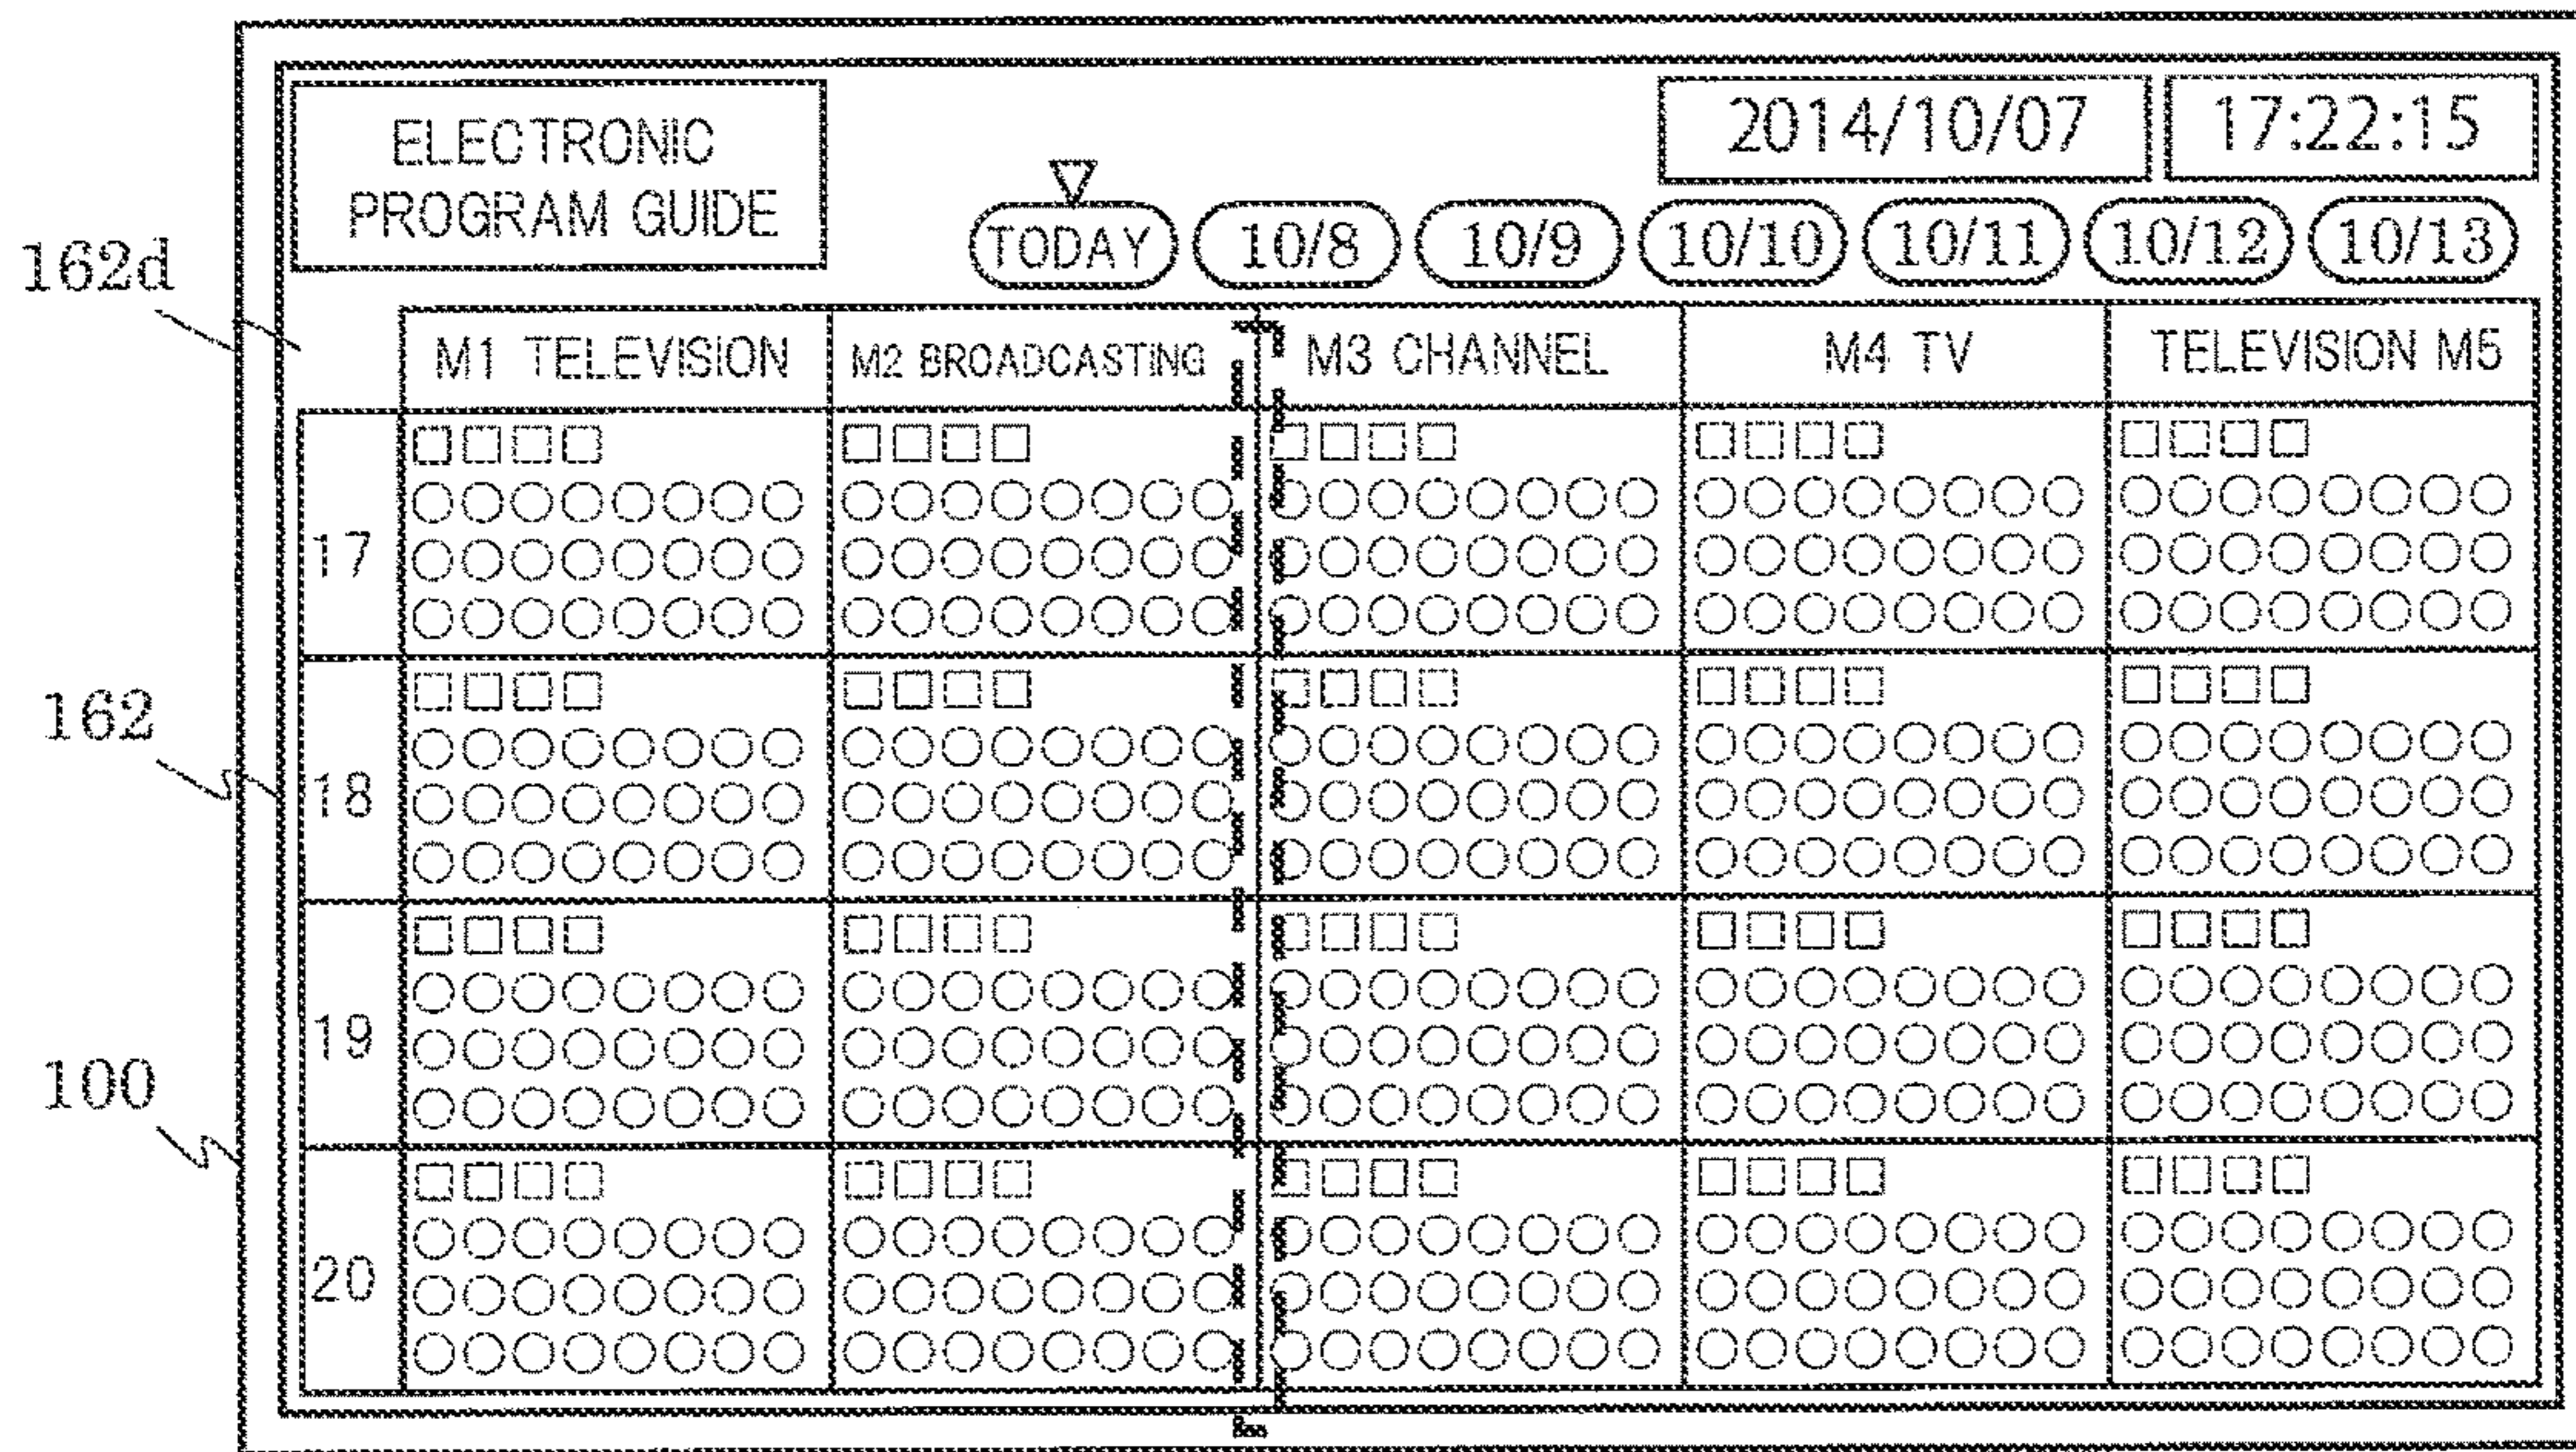 ELECTRONIC
PROGRAM GUIDE
2014/10/07 17:22:15
TODAY 10/8 10/9 10/10 10/11 10/12 10/13
162d
M1 TELEVISION M2 BROADCASTING M3 CHANNEL M4 TV TELEVISION M5
□□□□ □□□□ □□□□ □□□□ □□□□
○○○○○○○○ ○○○○○○○○ ○○○○○○○○ ○○○○○○○○ ○○○○○○○○
17 ○○○○○○○○ ○○○○○○○○ ○○○○○○○○ ○○○○○○○○ ○○○○○○○○
○○○○○○○○ ○○○○○○○○ ○○○○○○○○ ○○○○○○○○ ○○○○○○○○
162
□□□□ □□□□ □□□□ □□□□ □□□□
○○○○○○○○ ○○○○○○○○ ○○○○○○○○ ○○○○○○○○ ○○○○○○○○
18 ○○○○○○○○ ○○○○○○○○ ○○○○○○○○ ○○○○○○○○ ○○○○○○○○
○○○○○○○○ ○○○○○○○○ ○○○○○○○○ ○○○○○○○○ ○○○○○○○○
□□□□ □□□□ □□□□ □□□□ □□□□
○○○○○○○○ ○○○○○○○○ ○○○○○○○○ ○○○○○○○○ ○○○○○○○○
19 ○○○○○○○○ ○○○○○○○○ ○○○○○○○○ ○○○○○○○○ ○○○○○○○○
100
○○○○○○○○ ○○○○○○○○ ○○○○○○○○ ○○○○○○○○ ○○○○○○○○
□□□□ □□□□ □□□□ □□□□ □□□□
○○○○○○○○ ○○○○○○○○ ○○○○○○○○ ○○○○○○○○ ○○○○○○○○
20 ○○○○○○○○ ○○○○○○○○ ○○○○○○○○ ○○○○○○○○ ○○○○○○○○
○○○○○○○○ ○○○○○○○○ ○○○○○○○○ ○○○○○○○○ ○○○○○○○○